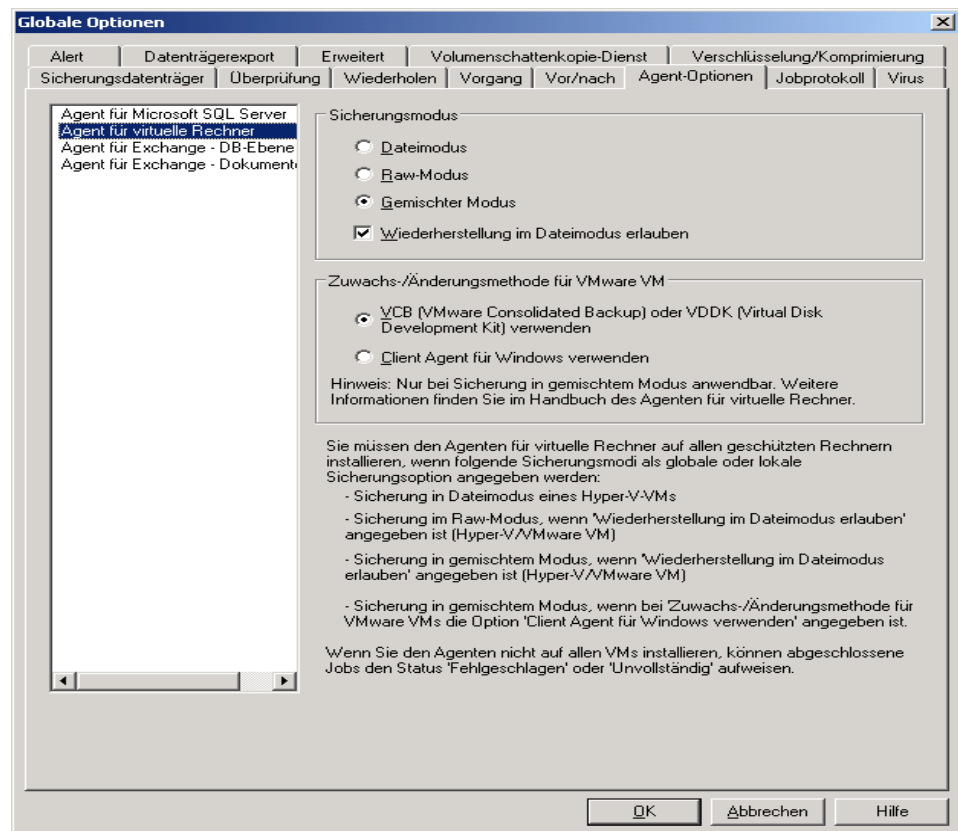 Globale Optionen
Alert
Datenträgerexport
Erweitert
Volumenschattenkopie-Dienst
Verschlüsselung/Komprimierung
Sicherungsdatenträger
Überprüfung
Wiederholen
Vorgang
Vor/nach
Agent-Optionen
Jobprotokoll
Virus
Agent für Microsoft SQL Server
Agent für virtuelle Rechner
Agent für Exchange - DB-Ebene
Agent für Exchange - Dokument
Sicherungsmodus
Dateimodus
Raw-Modus
Gemischter Modus
Wiederherstellung im Dateimodus erlauben
Zuwachs-/Änderungsmethode für VMware VM
VCB (VMware Consolidated Backup) oder VDDK (Virtual Disk
Development Kit) verwenden
Client Agent für Windows verwenden
Hinweis: Nur bei Sicherung in gemischtem Modus anwendbar. Weitere
Informationen finden Sie im Handbuch des Agenten für virtuelle Rechner.
Sie müssen den Agenten für virtuelle Rechner auf allen geschützten Rechnern
installieren, wenn folgende Sicherungsmodi als globale oder lokale
Sicherungsoption angegeben werden:
- Sicherung in Dateimodus eines Hyper-V-VMs
- Sicherung im Raw-Modus, wenn 'Wiederherstellung im Dateimodus erlauben'
angegeben ist (Hyper-V/VMware VM)
- Sicherung in gemischtem Modus, wenn 'Wiederherstellung im Dateimodus
erlauben' angegeben ist (Hyper-V/VMware VM)
- Sicherung in gemischtem Modus, wenn bei 'Zuwachs-/Änderungsmethode für
VMware VMs die Option 'Client Agent für Windows verwenden' angegeben ist.
Wenn Sie den Agenten nicht auf allen VMs installieren, können abgeschlossene
Jobs den Status 'Fehlgeschlagen' oder 'Unvollständig' aufweisen.
OK
Abbrechen
Hilfe